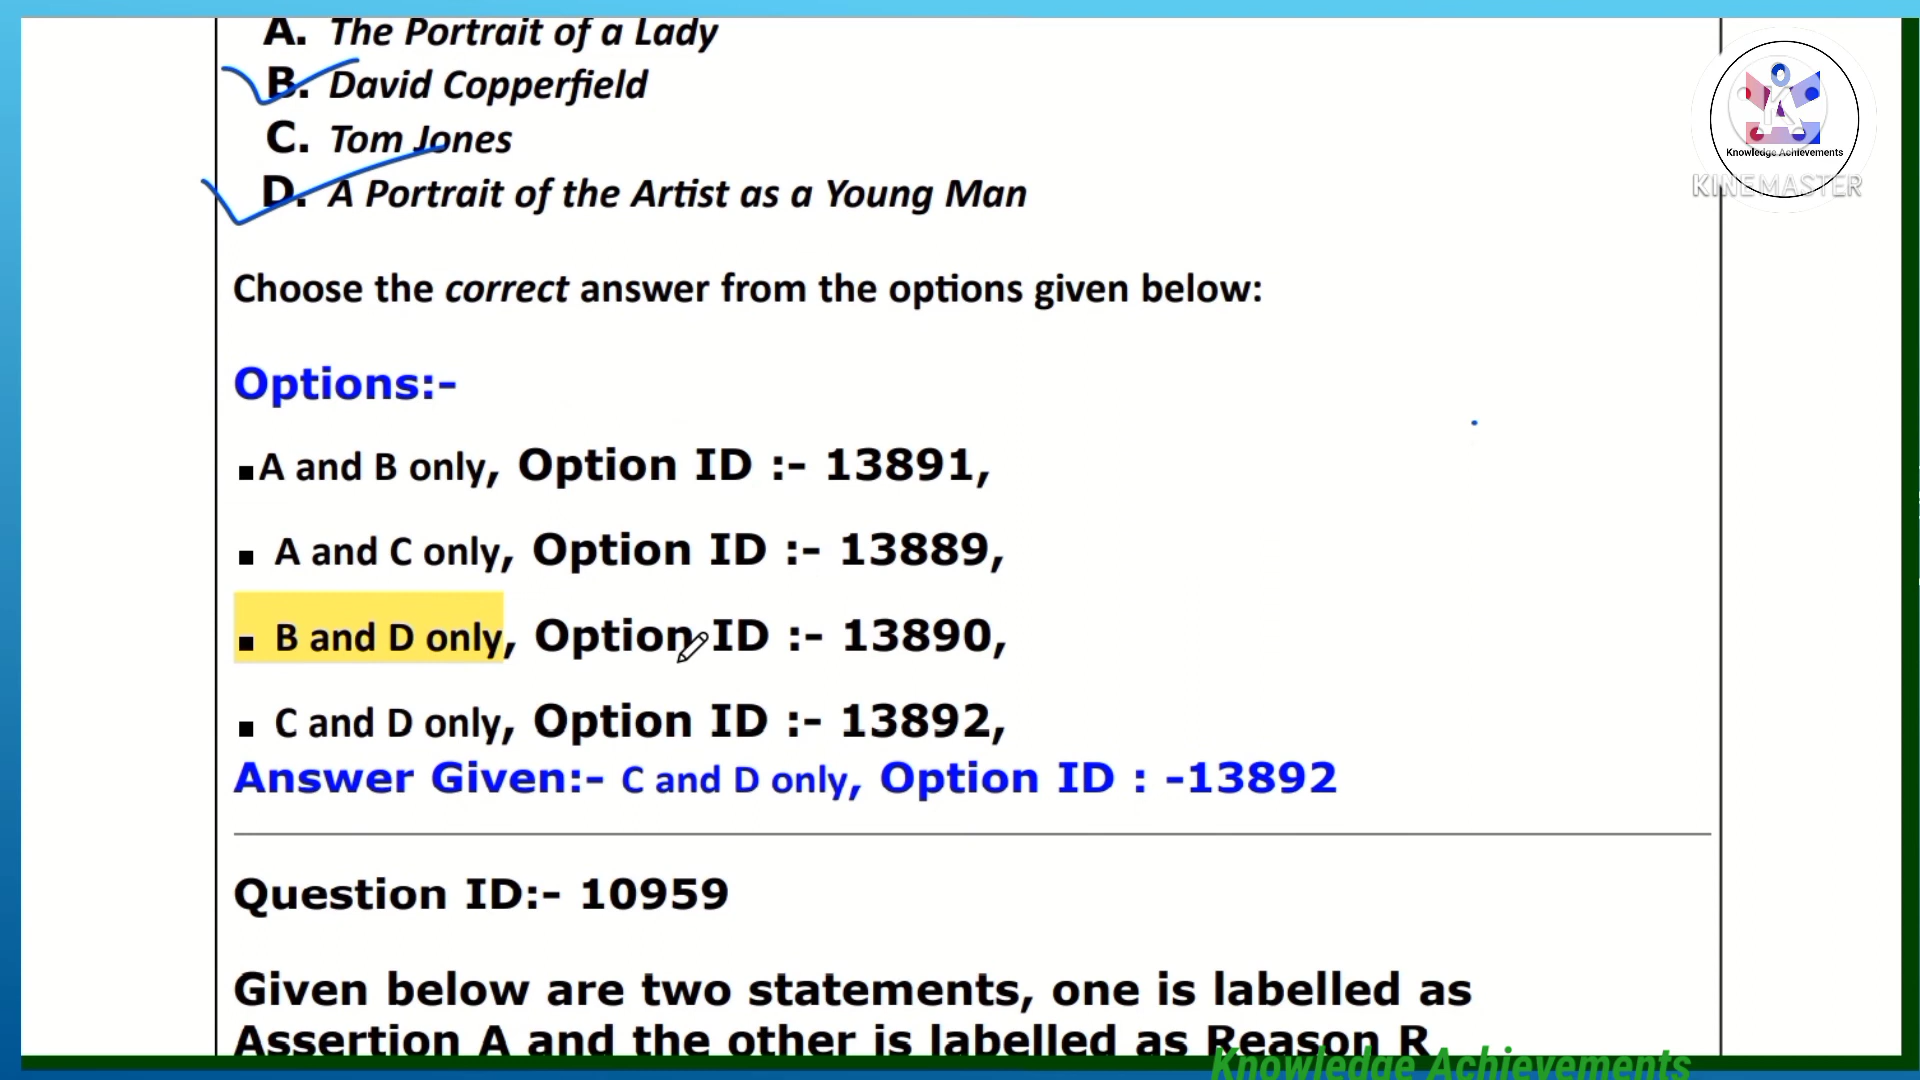 A. The Portrait of a Lady
B. David Copperfield
C. Tom Jones
D. A Portrait of the Artist as a Young Man
Knowledge Achievements
KINEMASTER
Choose the correct answer from the options given below:
Options:-
▪A and B only, Option ID :- 13891,
▪ A and C only, Option ID :- 13889,
▪ B and D only, Option ID :- 13890,
▪ C and D only, Option ID :- 13892,
Answer Given:- C and D only, Option ID : -13892
Question ID:- 10959
Given below are two statements, one is labelled as
Assertion A and the other is labelled as Reason R
Knowledge Achievements